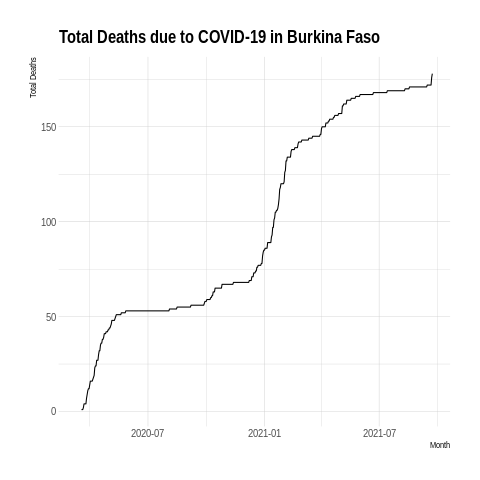 Total Deaths due to COVID-19 in Burkina Faso
Total Deaths
150
100
50
0
2020-07
2021-01
2021-07
Month